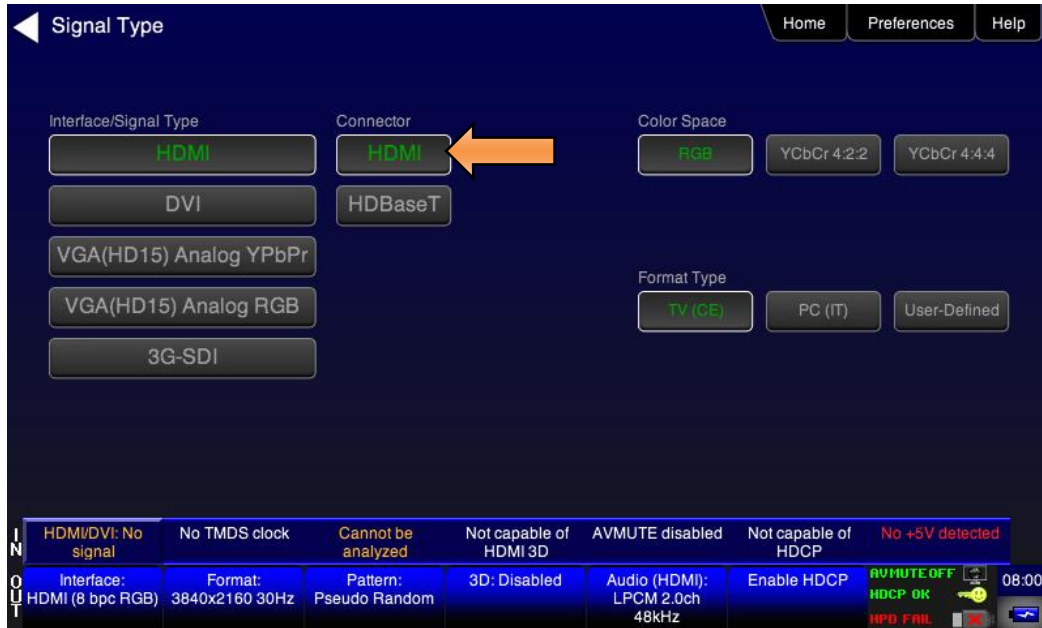 Signal Type
Home
Preferences
Help
Interface/Signal Type
Connector
Color Space
HDMI
HDMI
RGB
YCbCr 4:2:2
YCbCr 4:4:4
DVI
HDBaseT
VGA(HD15) Analog YPbPr
Format Type
VGA(HD15) Analog RGB
TV (CE)
PC (IT)
User-Defined
3G-SDI
IN
HDMI/DVI: No
signal
No TMDS clock
Cannot be
analyzed
Not capable of
HDMI 3D
AVMUTE disabled
Not capable of
HDCP
No +5V detected
OUT
Interface:
HDMI (8 bpc RGB)
Format:
3840x2160 30Hz
Pattern:
Pseudo Random
3D: Disabled
Audio (HDMI):
LPCM 2.0ch
48kHz
Enable HDCP
AVMUTEOFF
HDCP OK
HPD FAIL
08:00